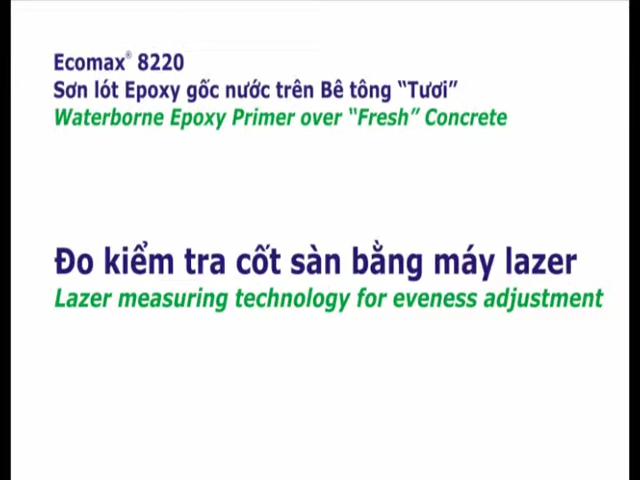 Ecomax® 8220
Sơn lót Epoxy gốc nước trên Bê tông “Tươi”
Waterborne Epoxy Primer over “Fresh” Concrete
Đo kiểm tra cốt sàn bằng máy lazer
Lazer measuring technology for eveness adjustment